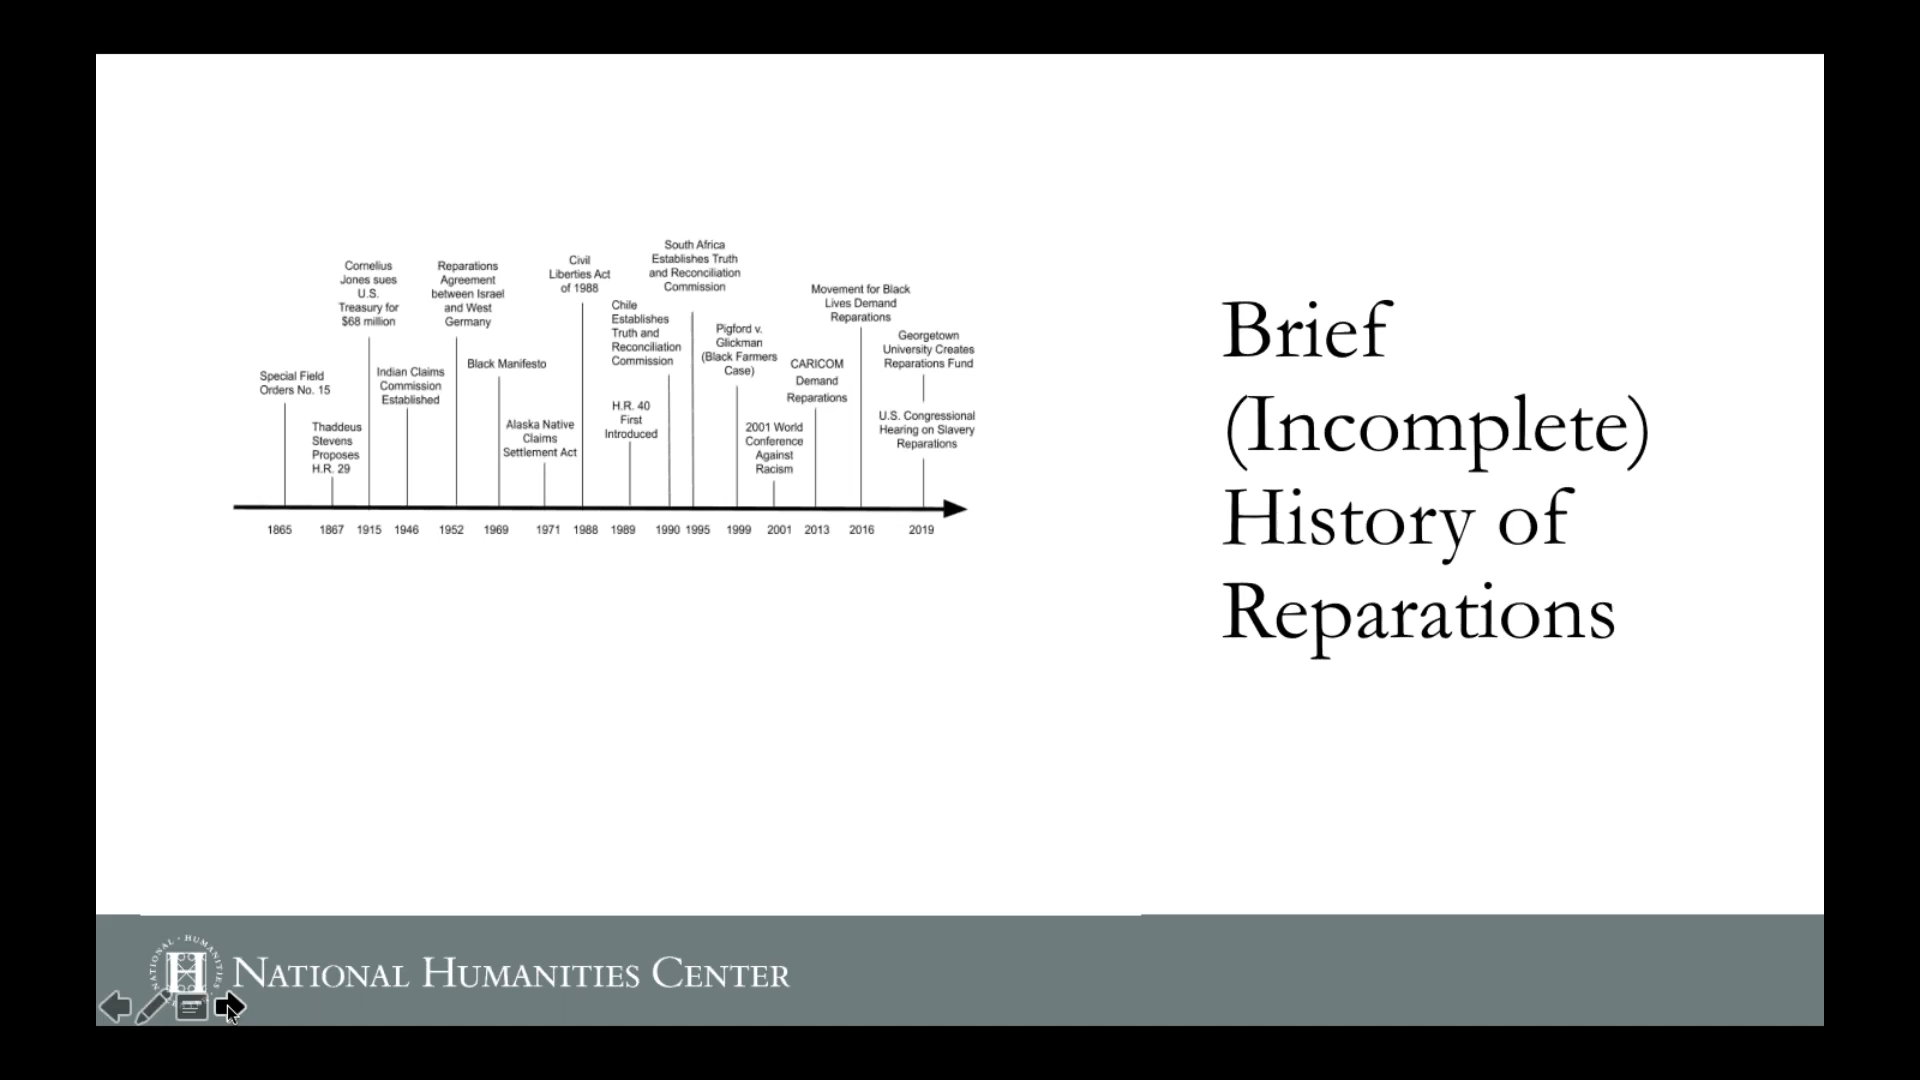 South Africa
Establishes Truth
and Reconciliation
Commission
Cornelius
Jones sues
U.S.
Treasury for
$68 million
Reparations
Agreement
between Israel
and West
Germany
Civil
Liberties Act
of 1988
Chile
Establishes
Truth and
Reconciliation
Commission
Movement for Black
Lives Demand
Reparations
Pigford v.
Glickman
(Black Farmers
Case)
Georgetown
University Creates
Reparations Fund
Special Field
Orders No. 15
Indian Claims
Commission
Established
Black Manifesto
CARICOM
Demand
Reparations
Thaddeus
Stevens
Proposes
H.R. 29
Alaska Native
Claims
Settlement Act
H.R. 40
First
Introduced
2001 World
Conference
Against
Racism
U.S. Congressional
Hearing on Slavery
Reparations
1865 1867 1915 1946 1952 1969 1971 1988 1989 1990 1995 1999 2001 2013 2016 2019
Brief
(Incomplete)
History of
Reparations
NATIONAL HUMANITIES CENTER